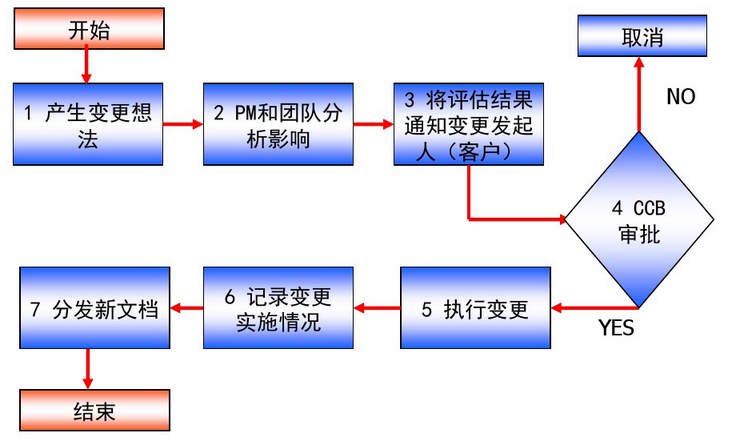 开始
取消
1 产生变更想
法
2 PM和团队分
析影响
3 将评估结果
通知变更发起
人（客户）
NO
4 CCB
审批
YES
5 执行变更
6 记录变更
实施情况
7 分发新文档
结束